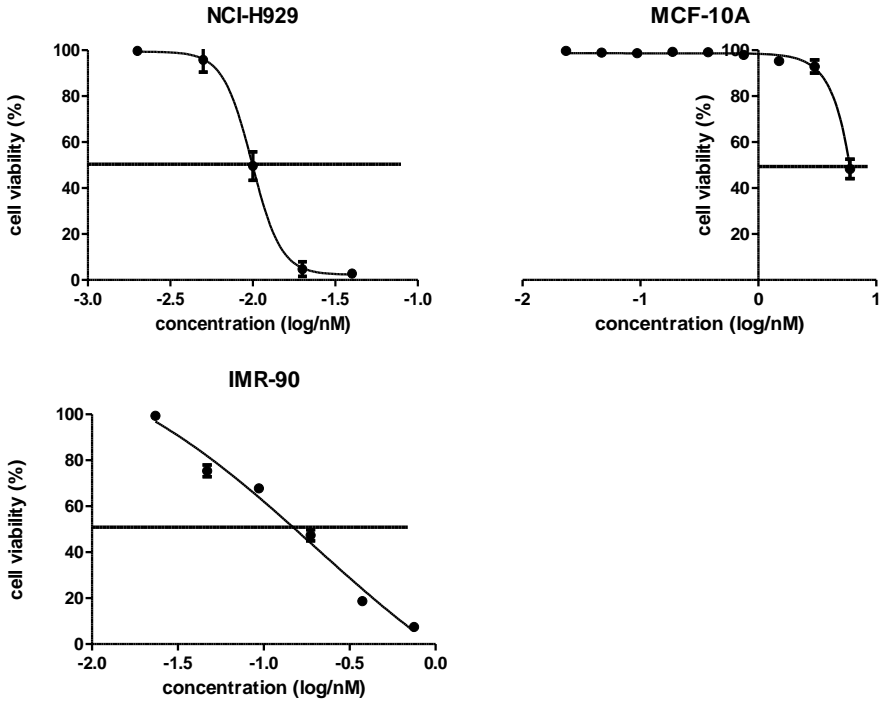 NCI-H929
cell viability (%)
100
80
60
40
20
0
-3.0 -2.5 -2.0 -1.5 -1.0
concentration (log/nM)
MCF-10A
cell viability (%)
100
80
60
40
20
-2 -1 0 1
concentration (log/nM)
IMR-90
cell viability (%)
100
80
60
40
20
0
-2.0 -1.5 -1.0 -0.5 0.0
concentration (log/nM)